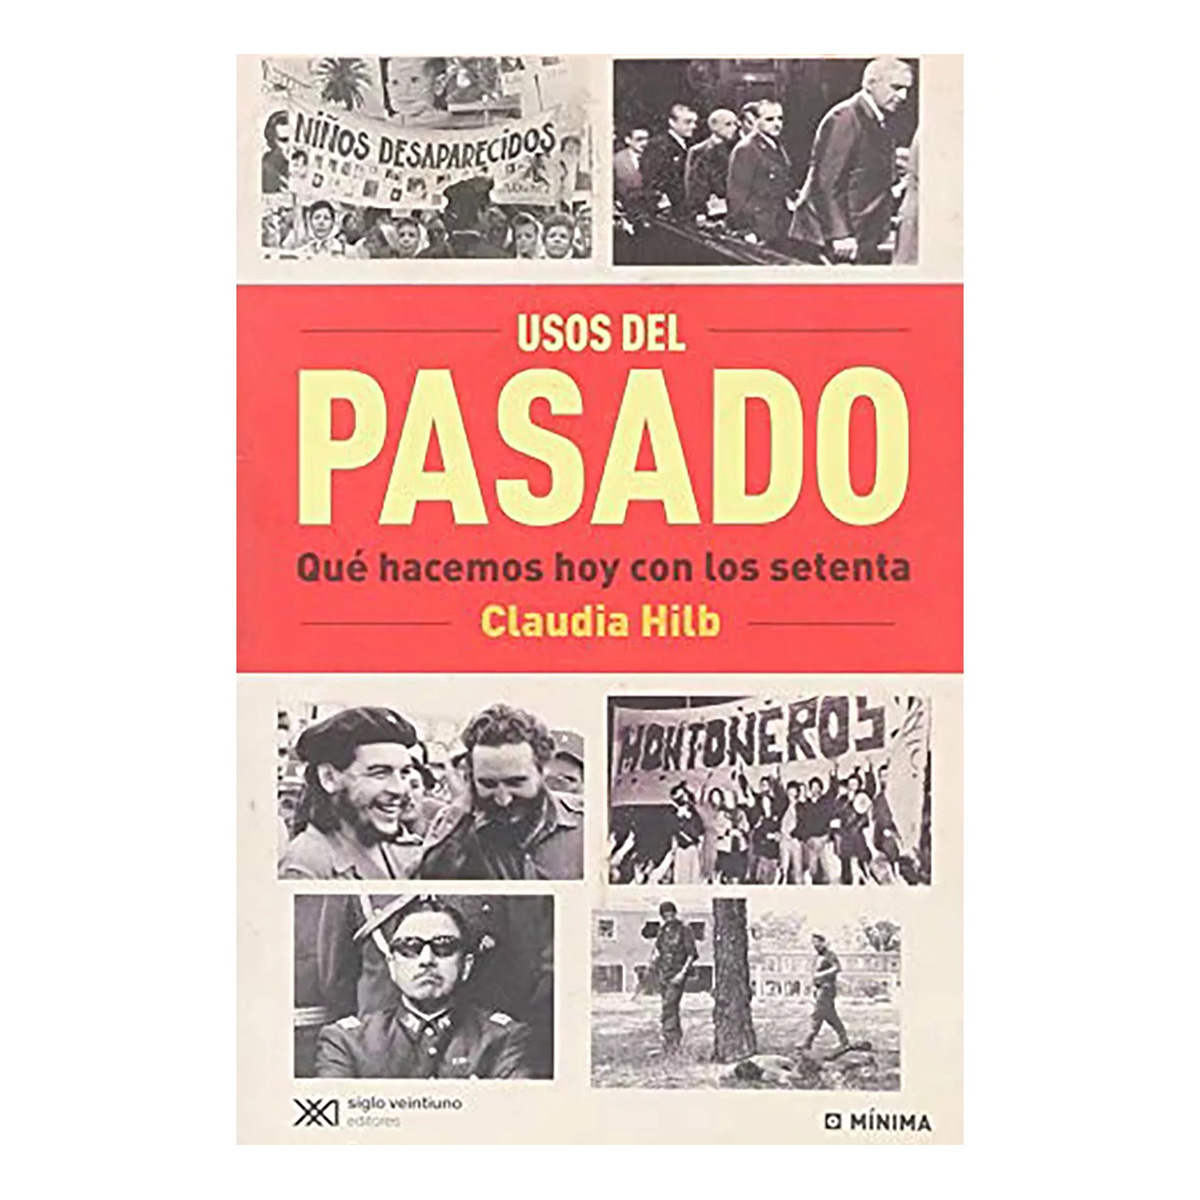 NIÑOS DESAPARECIDOS
USOS DEL
PASADO
Qué hacemos hoy con los setenta
Claudia Hilb
MONTONEROS
siglo veintiuno
editores
MÍNIMA